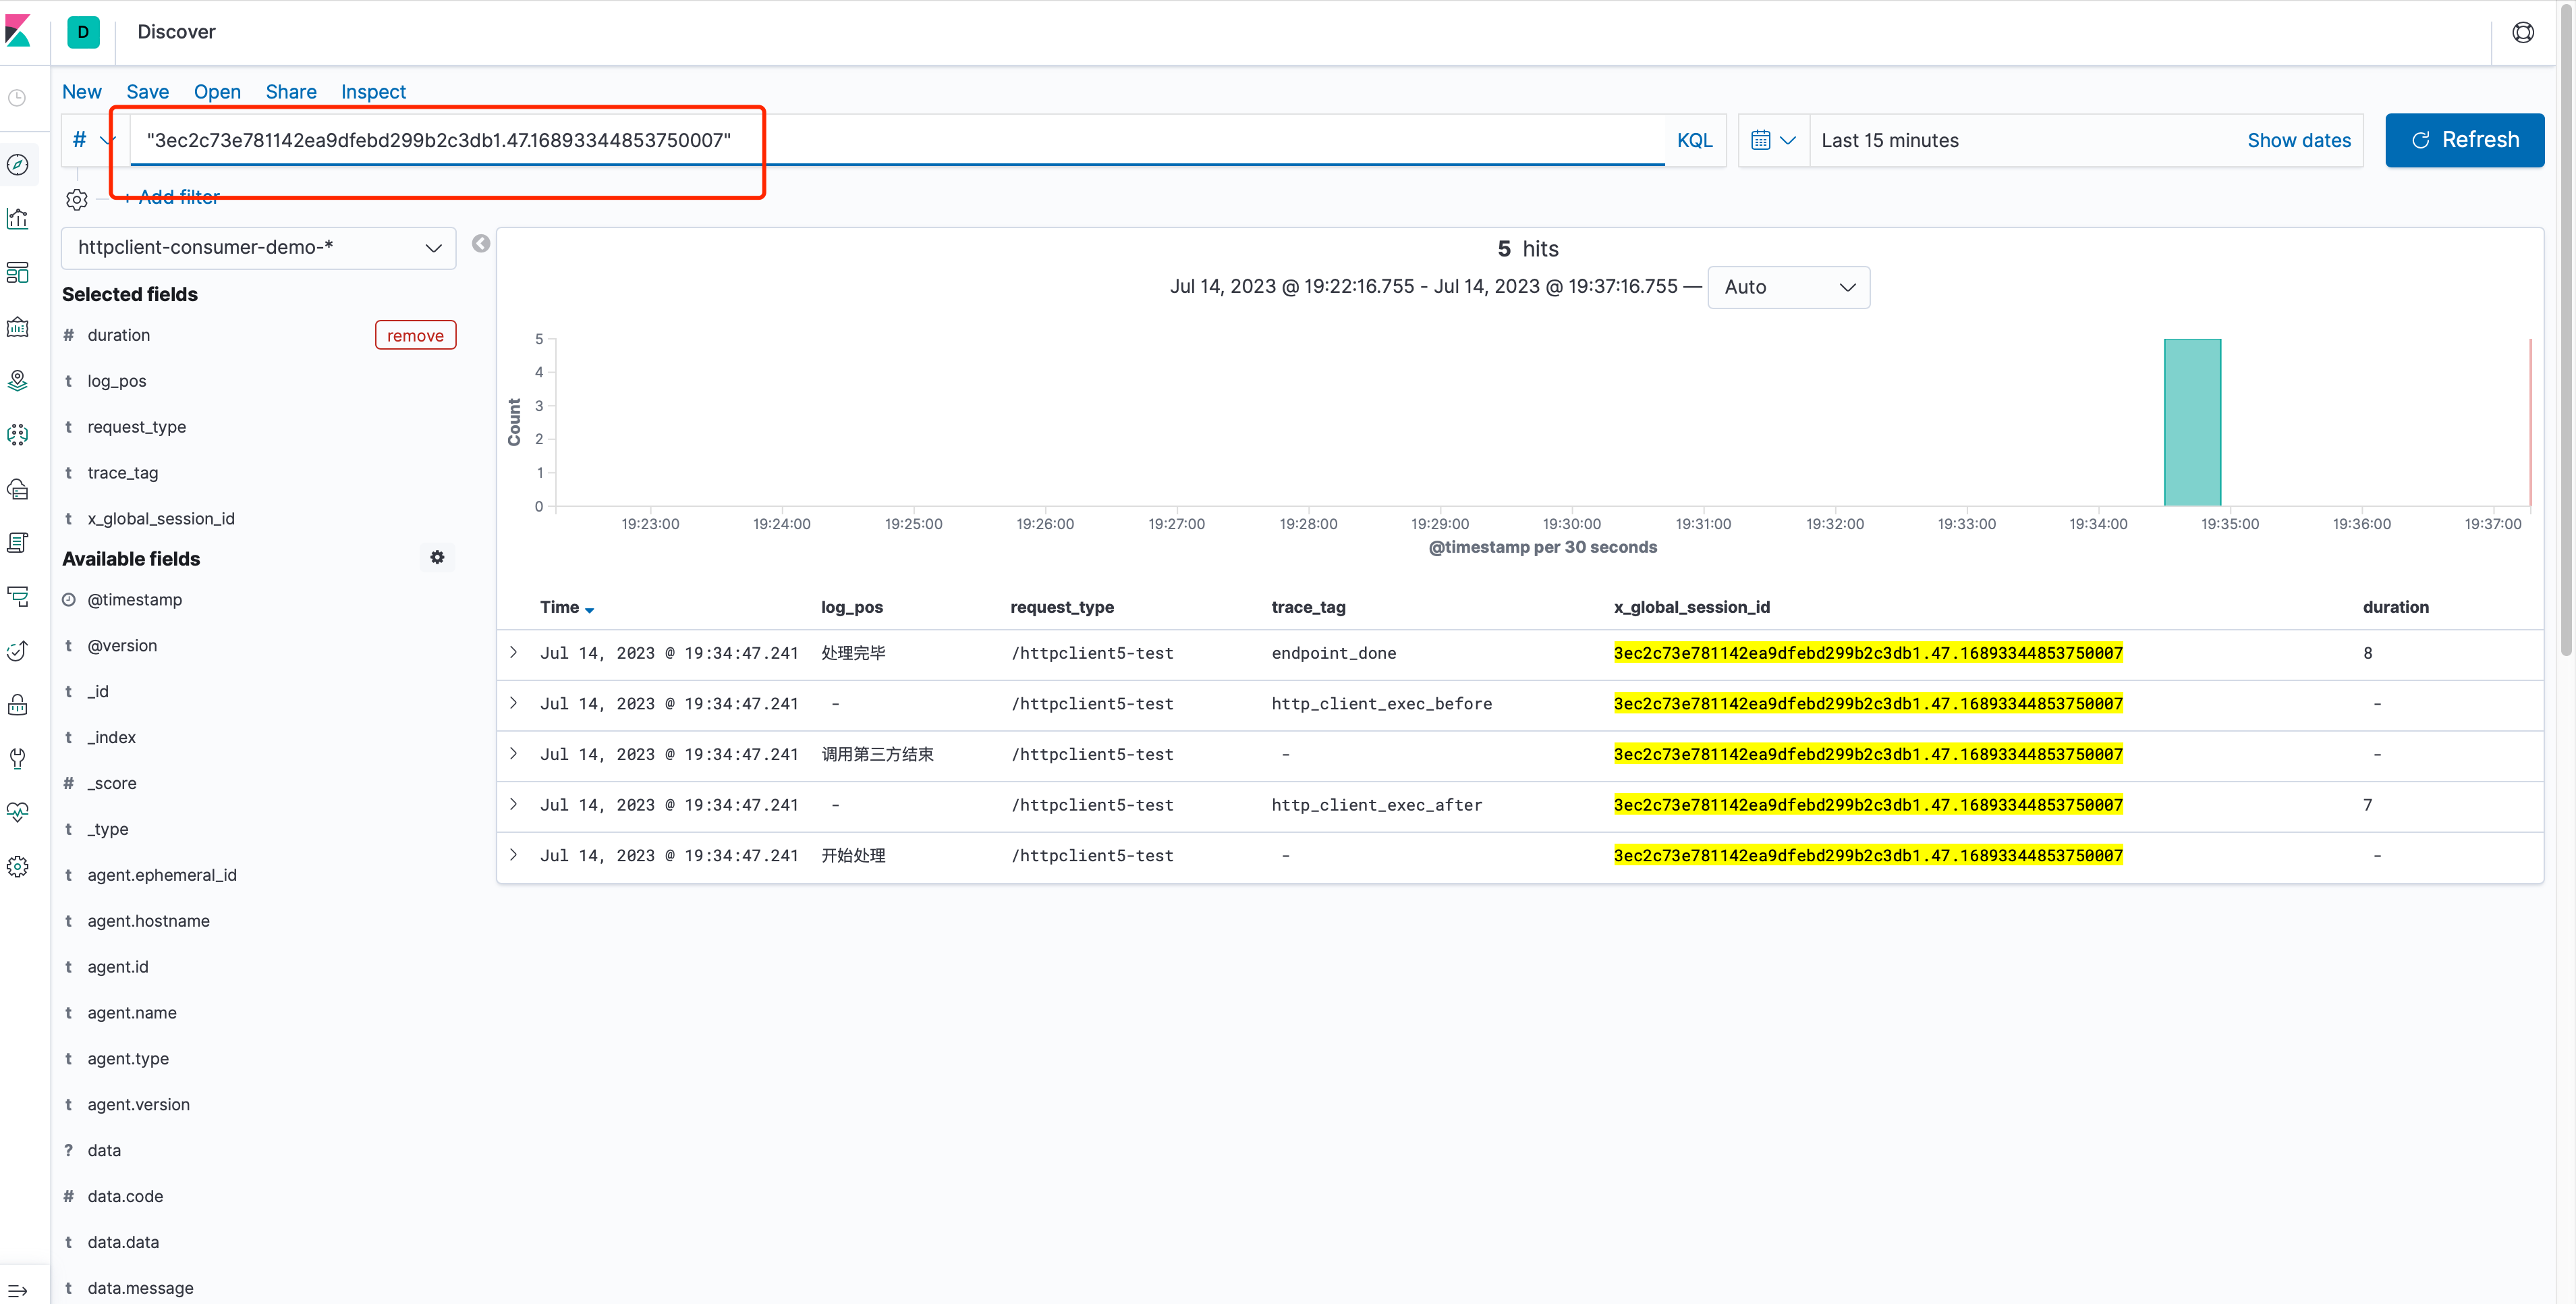 D Discover
New Save Open Share Inspect
# "3ec2c73e781142ea9dfebd299b2c3db1.47.16893344853750007" KQL Last 15 minutes Show dates Refresh
+ Add filter
httpclient-consumer-demo-*
Selected fields
# duration remove
t log_pos
t request_type
t trace_tag
t x_global_session_id
Available fields
@timestamp
t @version
t _id
t _index
# _score
t _type
t agent.ephemeral_id
t agent.hostname
t agent.id
t agent.name
t agent.type
t agent.version
? data
# data.code
t data.data
t data.message
5 hits
Jul 14, 2023 @ 19:22:16.755 - Jul 14, 2023 @ 19:37:16.755 — Auto
Count
5
4
3
2
1
0
19:23:00 19:24:00 19:25:00 19:26:00 19:27:00 19:28:00 19:29:00 19:30:00 19:31:00 19:32:00 19:33:00 19:34:00 19:35:00 19:36:00 19:37:00
@timestamp per 30 seconds
Time log_pos request_type trace_tag x_global_session_id duration
Jul 14, 2023 @ 19:34:47.241 处理完毕 /httpclient5-test endpoint_done 3ec2c73e781142ea9dfebd299b2c3db1.47.16893344853750007 8
Jul 14, 2023 @ 19:34:47.241 - /httpclient5-test http_client_exec_before 3ec2c73e781142ea9dfebd299b2c3db1.47.16893344853750007 -
Jul 14, 2023 @ 19:34:47.241 调用第三方结束 /httpclient5-test - 3ec2c73e781142ea9dfebd299b2c3db1.47.16893344853750007 -
Jul 14, 2023 @ 19:34:47.241 - /httpclient5-test http_client_exec_after 3ec2c73e781142ea9dfebd299b2c3db1.47.16893344853750007 7
Jul 14, 2023 @ 19:34:47.241 开始处理 /httpclient5-test - 3ec2c73e781142ea9dfebd299b2c3db1.47.16893344853750007 -